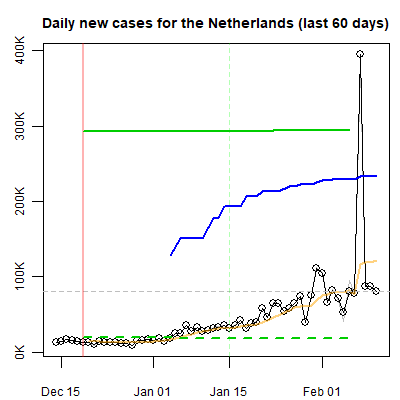 Daily new cases for the Netherlands (last 60 days)
400K
300K
200K
100K
0K
Dec 15
Jan 01
Jan 15
Feb 01